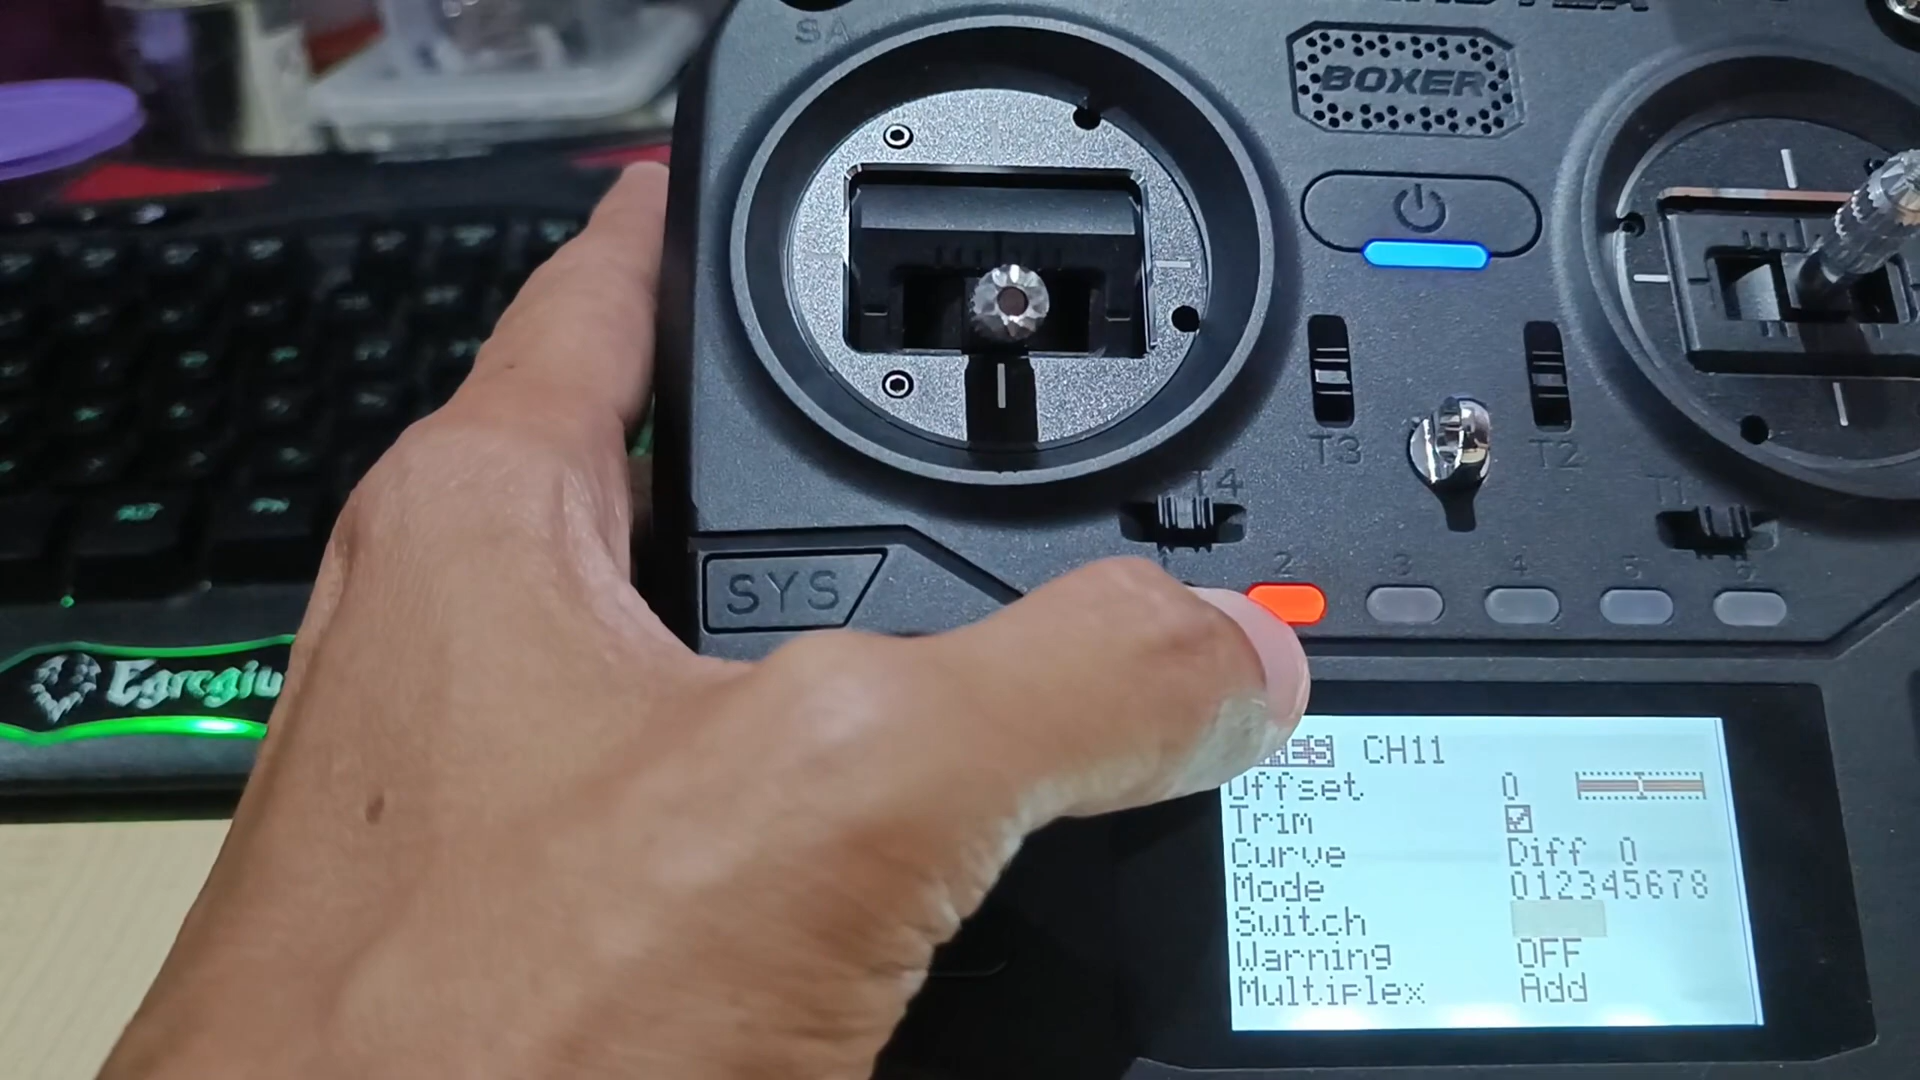 SA
BOXER
T3
T2
T4
T1
SYS
2
3
4
5
CH11
Offset 0
Trim
Curve Diff 0
Mode 012345678
Switch
Warning OFF
Multiplex Add